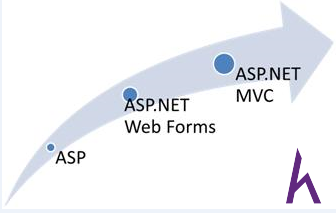 ASP.NET
MVC
ASP.NET
Web Forms
ASP